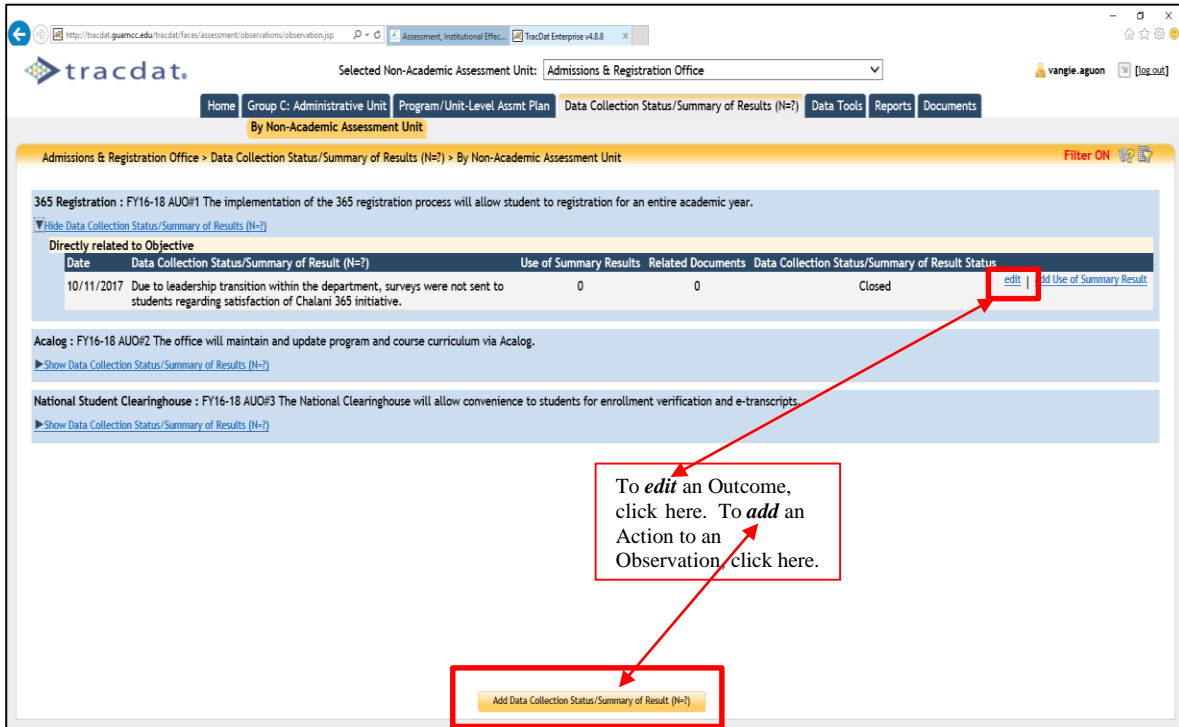 http://tracdat.guamcc.edu/tracdat/faces/assessment/observations/observation.jsp
Assessment, Institutional Effec...
TracDat Enterprise v4.8.8
tracdat.
Selected Non-Academic Assessment Unit: Admissions & Registration Office
vangie.aguon [log out]
Home Group C: Administrative Unit Program/Unit-Level Assmt Plan Data Collection Status/Summary of Results (N=?) Data Tools Reports Documents
By Non-Academic Assessment Unit
Admissions & Registration Office > Data Collection Status/Summary of Results (N=?) > By Non-Academic Assessment Unit
Filter ON
365 Registration : FY16-18 AUO#1 The implementation of the 365 registration process will allow student to registration for an entire academic year.
Hide Data Collection Status/Summary of Results (N=?)
Directly related to Objective
Date Data Collection Status/Summary of Result (N=?) Use of Summary Results Related Documents Data Collection Status/Summary of Result Status
10/11/2017 Due to leadership transition within the department, surveys were not sent to 0 0 Closed edit | add Use of Summary Result
students regarding satisfaction of Chalani 365 initiative.
Acalog : FY16-18 AUO#2 The office will maintain and update program and course curriculum via Acalog.
Show Data Collection Status/Summary of Results (N=?)
National Student Clearinghouse : FY16-18 AUO#3 The National Clearinghouse will allow convenience to students for enrollment verification and e-transcripts.
Show Data Collection Status/Summary of Results (N=?)
To edit an Outcome,
click here. To add an
Action to an
Observation, click here.
Add Data Collection Status/Summary of Result (N=?)